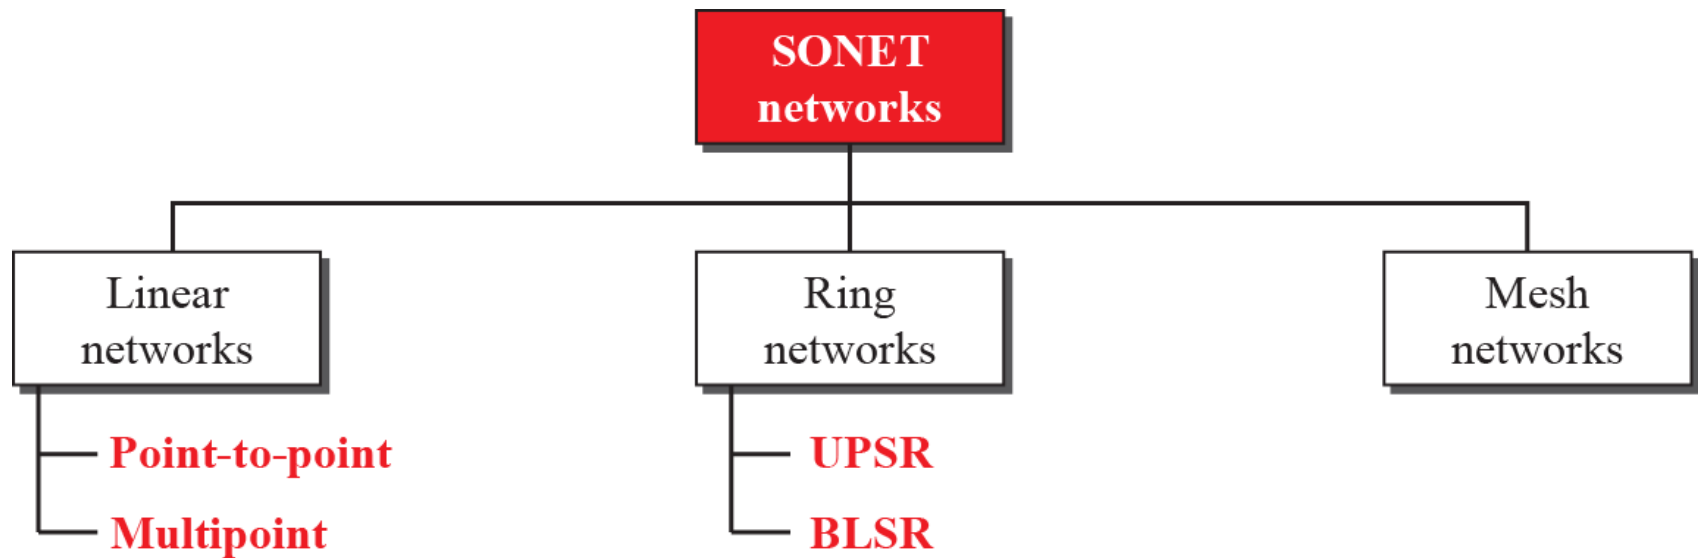 SONET
networks
Linear
networks
Ring
networks
Mesh
networks
Point-to-point
Multipoint
UPSR
BLSR